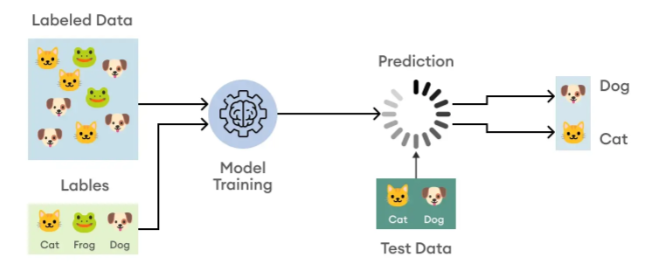 Labeled Data
Prediction
Dog
Cat
Model
Training
Lables
Cat Frog Dog
Cat Dog
Test Data